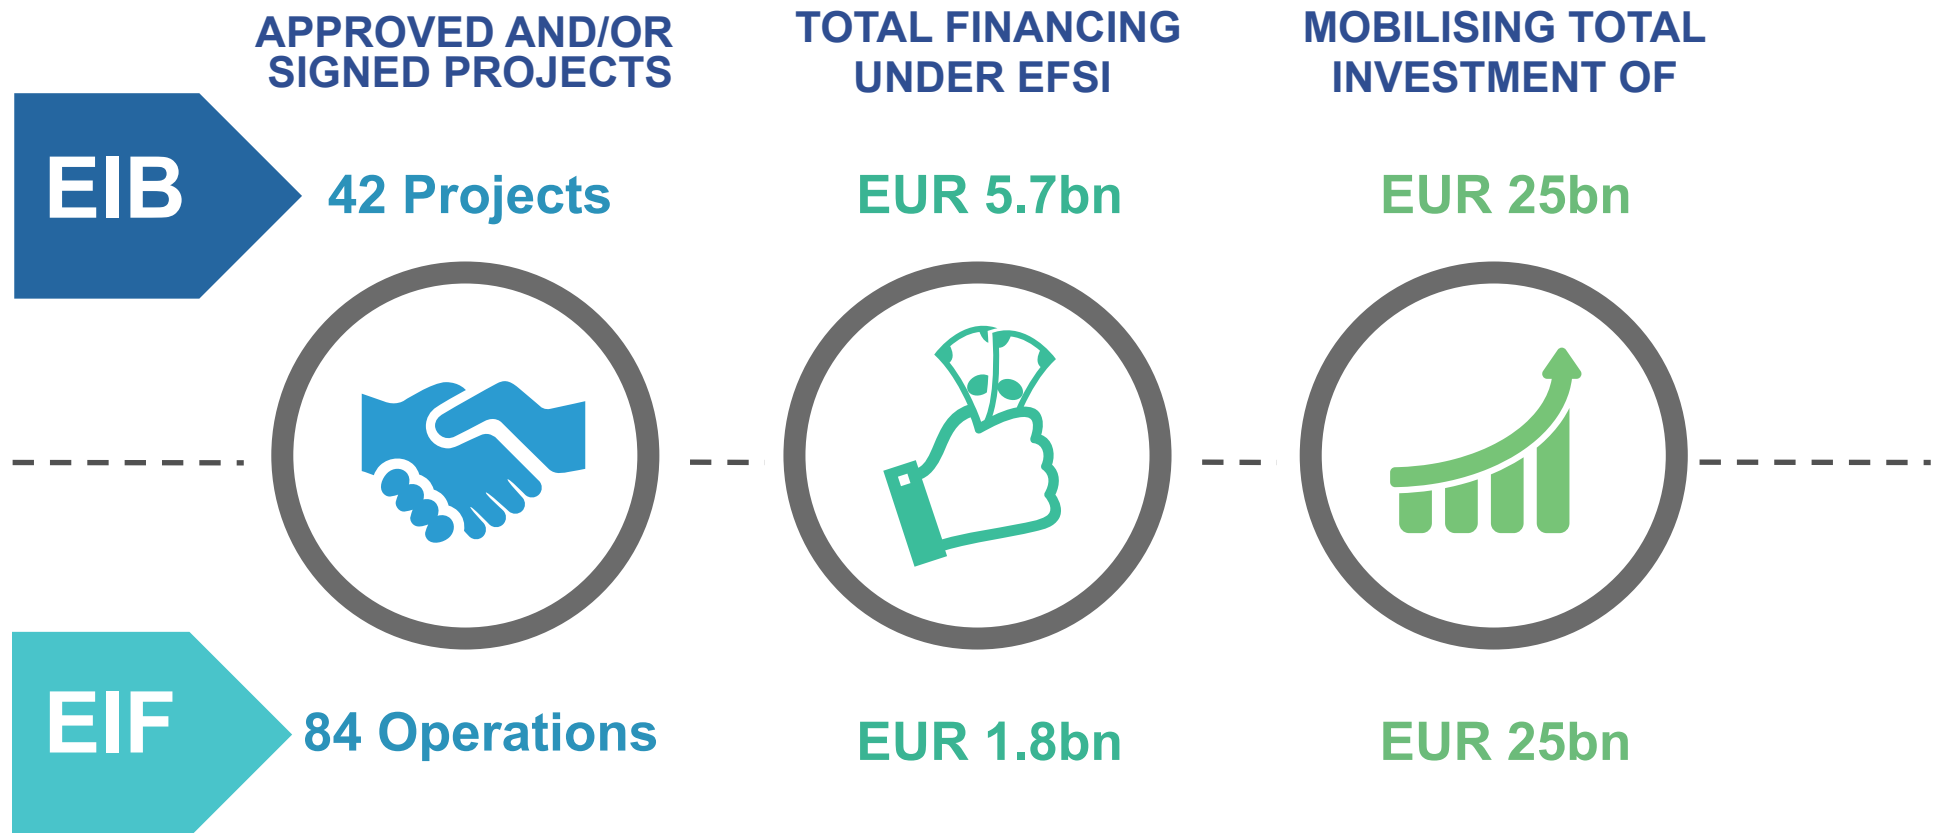 APPROVED AND/OR
SIGNED PROJECTS
TOTAL FINANCING
UNDER EFSI
MOBILISING TOTAL
INVESTMENT OF
EIB
42 Projects
EUR 5.7bn
EUR 25bn
EIF
84 Operations
EUR 1.8bn
EUR 25bn